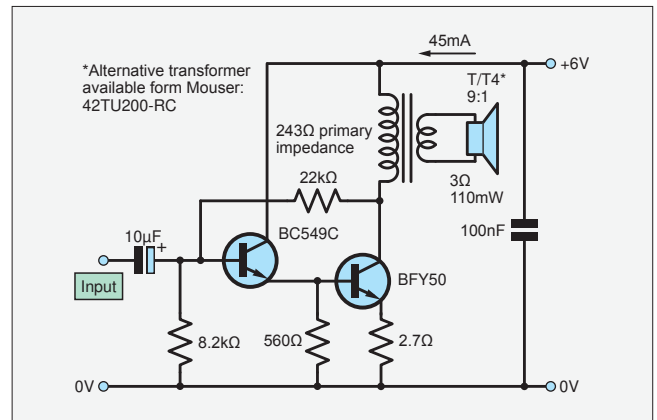 45mA
+6V
*Alternative transformer
available form Mouser:
42TU200-RC
T/T4*
9:1
243Ω primary
impedance
3Ω
110mW
22kΩ
10µF
+
BC549C
100nF
BFY50
Input
8.2kΩ
560Ω
2.7Ω
0V
0V